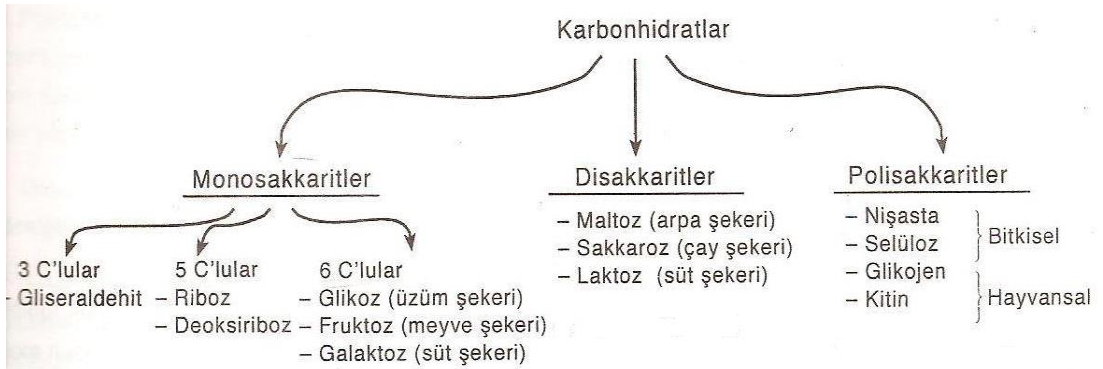 Karbonhidratlar
Monosakkaritler
3 C'lular
- Gliseraldehit
5 C'lular
– Riboz
– Deoksiriboz
6 C'lular
– Glikoz (üzüm şekeri)
– Fruktoz (meyve şekeri)
– Galaktoz (süt şekeri)
Disakkaritler
– Maltoz (arpa şekeri)
– Sakkaroz (çay şekeri)
– Laktoz (süt şekeri)
Polisakkaritler
– Nişasta
– Selüloz
Bitkisel
– Glikojen
– Kitin
Hayvansal